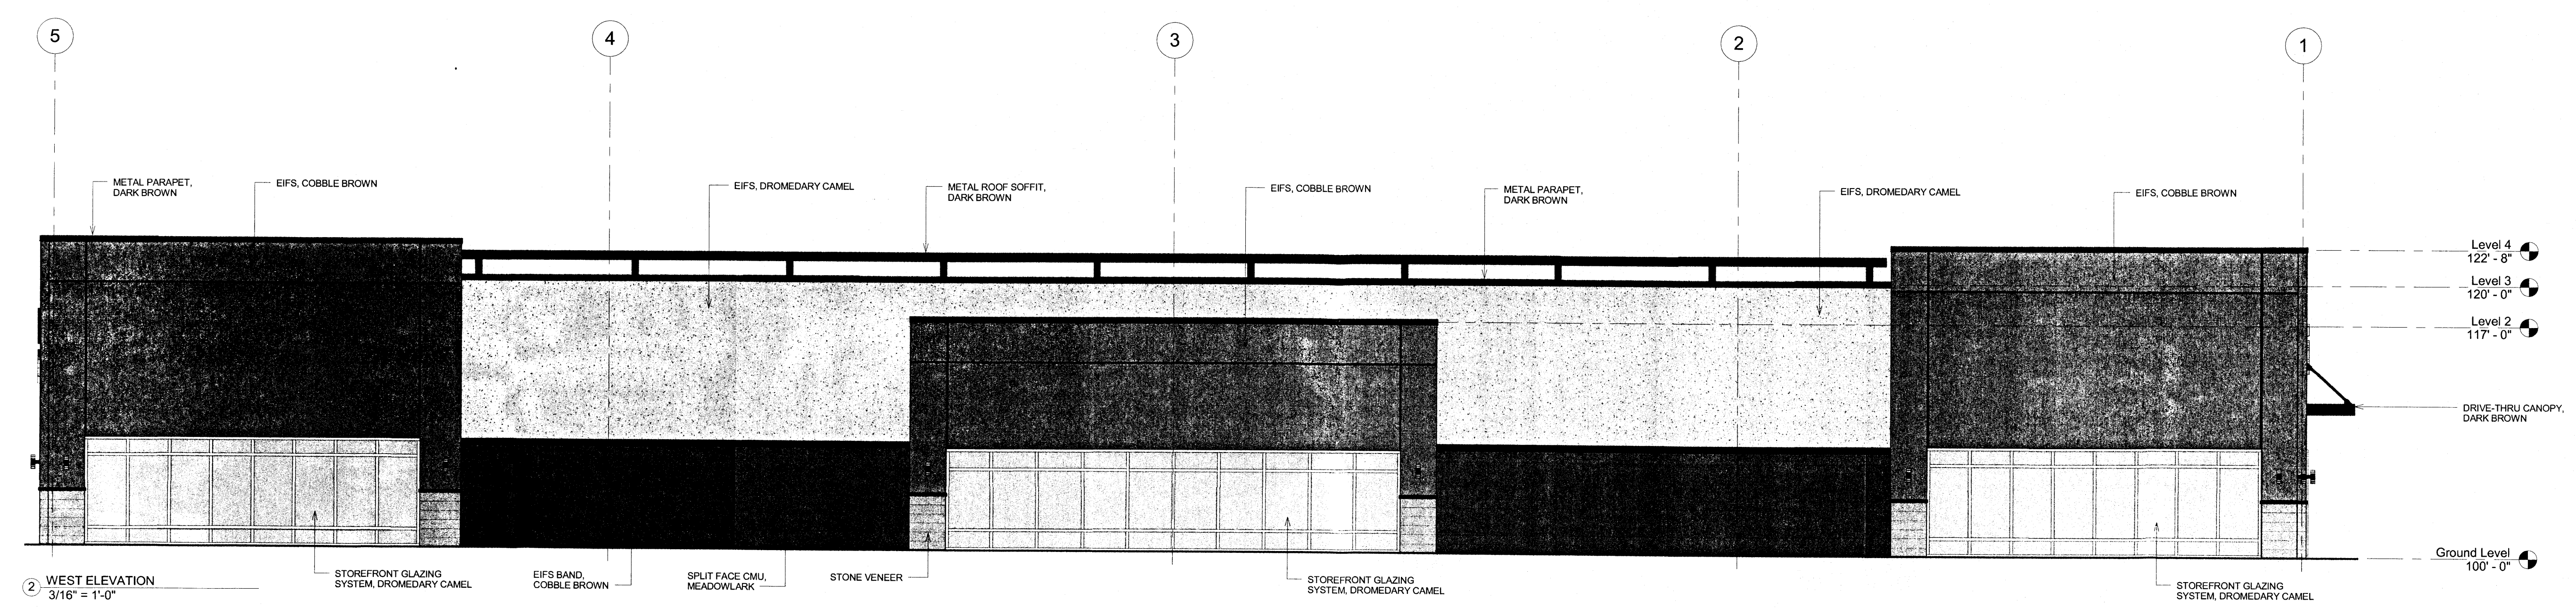 5
4
3
2
1
METAL PARAPET,
DARK BROWN
EIFS, COBBLE BROWN
EIFS, DROMEDARY CAMEL
METAL ROOF SOFFIT,
DARK BROWN
EIFS, COBBLE BROWN
METAL PARAPET,
DARK BROWN
EIFS, DROMEDARY CAMEL
EIFS, COBBLE BROWN
Level 4
122' - 8"
Level 3
120' - 0"
Level 2
117' - 0"
DRIVE-THRU CANOPY,
DARK BROWN
Ground Level
100' - 0"
2 WEST ELEVATION
3/16" = 1'-0"
STOREFRONT GLAZING
SYSTEM, DROMEDARY CAMEL
EIFS BAND,
COBBLE BROWN
SPLIT FACE CMU,
MEADOWLARK
STONE VENEER
STOREFRONT GLAZING
SYSTEM, DROMEDARY CAMEL
STOREFRONT GLAZING
SYSTEM, DROMEDARY CAMEL